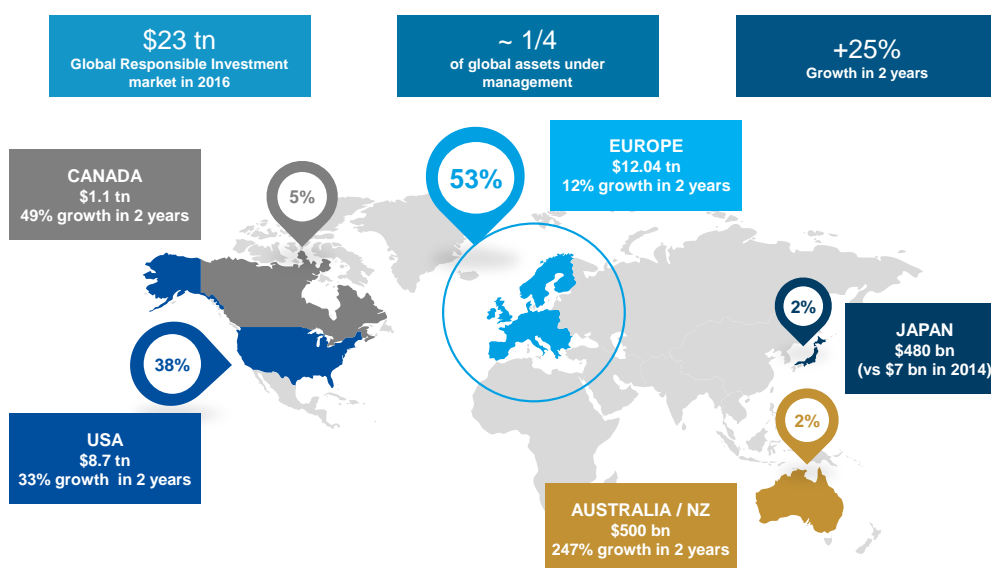 $23 tn
Global Responsible Investment
market in 2016
~ 1/4
of global assets under
management
+25%
Growth in 2 years
CANADA
$1.1 tn
49% growth in 2 years
5%
53%
EUROPE
$12.04 tn
12% growth in 2 years
38%
USA
$8.7 tn
33% growth  in 2 years
2%
JAPAN
$480 bn
(vs $7 bn in 2014)
2%
AUSTRALIA / NZ
$500 bn
247% growth in 2 years